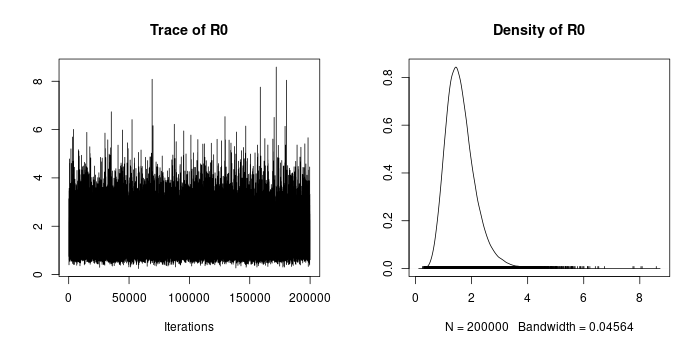 Trace of R0
8
6
4
2
0
0 50000 100000 150000 200000
Iterations
Density of R0
0.8
0.6
0.4
0.2
0.0
0 2 4 6 8
N = 200000 Bandwidth = 0.04564